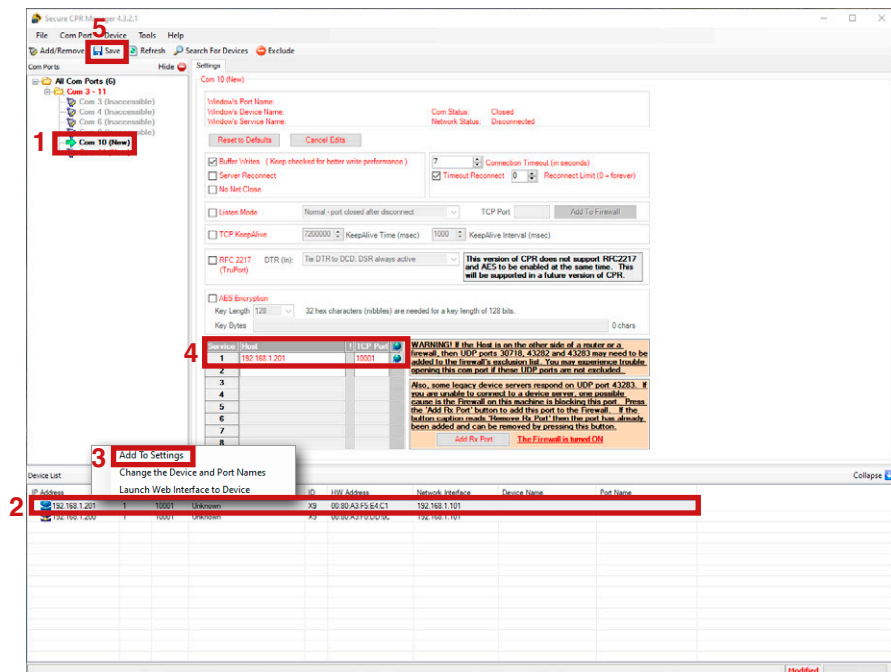 Secure CPR Manager 4.3.2.1
5
File Com Port Device Tools Help
Add/Remove Save Refresh Search For Devices Exclude
Com Ports Hide
All Com Ports (6)
Com 3 - 11
Com 3 (Inaccessible)
Com 4 (Inaccessible)
Com 6 (Inaccessible)
1
Com 10 (New)
Settings
Com 10 (New)
Window's Port Name:
Window's Device Name: Com Status: Closed
Window's Service Name: Network Status: Disconnected
Reset to Defaults Cancel Edits
Buffer Writes ( Keep checked for better write performance ) 7 Connection Timeout (in seconds)
Server Reconnect Timeout Reconnect 0 Reconnect Limit (0 = forever)
No Net Close
Listen Mode Normal - port closed after disconnect TCP Port Add To Firewall
TCP KeepAlive 7200000 KeepAlive Time (msec) 1000 KeepAlive Interval (msec)
RFC 2217 DTR (in): Tie DTR to DCD. DSR always active
(TruPort)
This version of CPR does not support RFC2217
and AES to be enabled at the same time. This
will be supported in a future version of CPR.
AES Encryption
Key Length 128 32 hex characters (nibbles) are needed for a key length of 128 bits.
Key Bytes 0 chars
4
Service Host ! TCP Port
1 192.168.1.201 10001
2
3
4
5
6
7
8
WARNING! If the Host is on the other side of a router or a
firewall, then UDP ports 30718, 43282 and 43283 may need to be
added to the firewall's exclusion list. You may experience trouble
opening this com port if these UDP ports are not excluded.
Also, some legacy device servers respond on UDP port 43283. If
you are unable to connect to a device server, one possible
cause is the Firewall on this machine is blocking this port. Press
the 'Add Rx Port' button to add this port to the Firewall. If the
button caption reads 'Remove Rx Port' then the port has already
been added and can be removed by pressing this button.
Add Rx Port The Firewall is turned ON
3
Add To Settings
Change the Device and Port Names
Launch Web Interface to Device
Device List Collapse
IP Address ID HW Address Network Interface Device Name Port Name
2
192.168.1.201 1 10001 Unknown X9 00:80:A3:F5:E4:C1 192.168.1.101
192.168.1.200 1 10001 Unknown X9 192.168.1.101
Modified